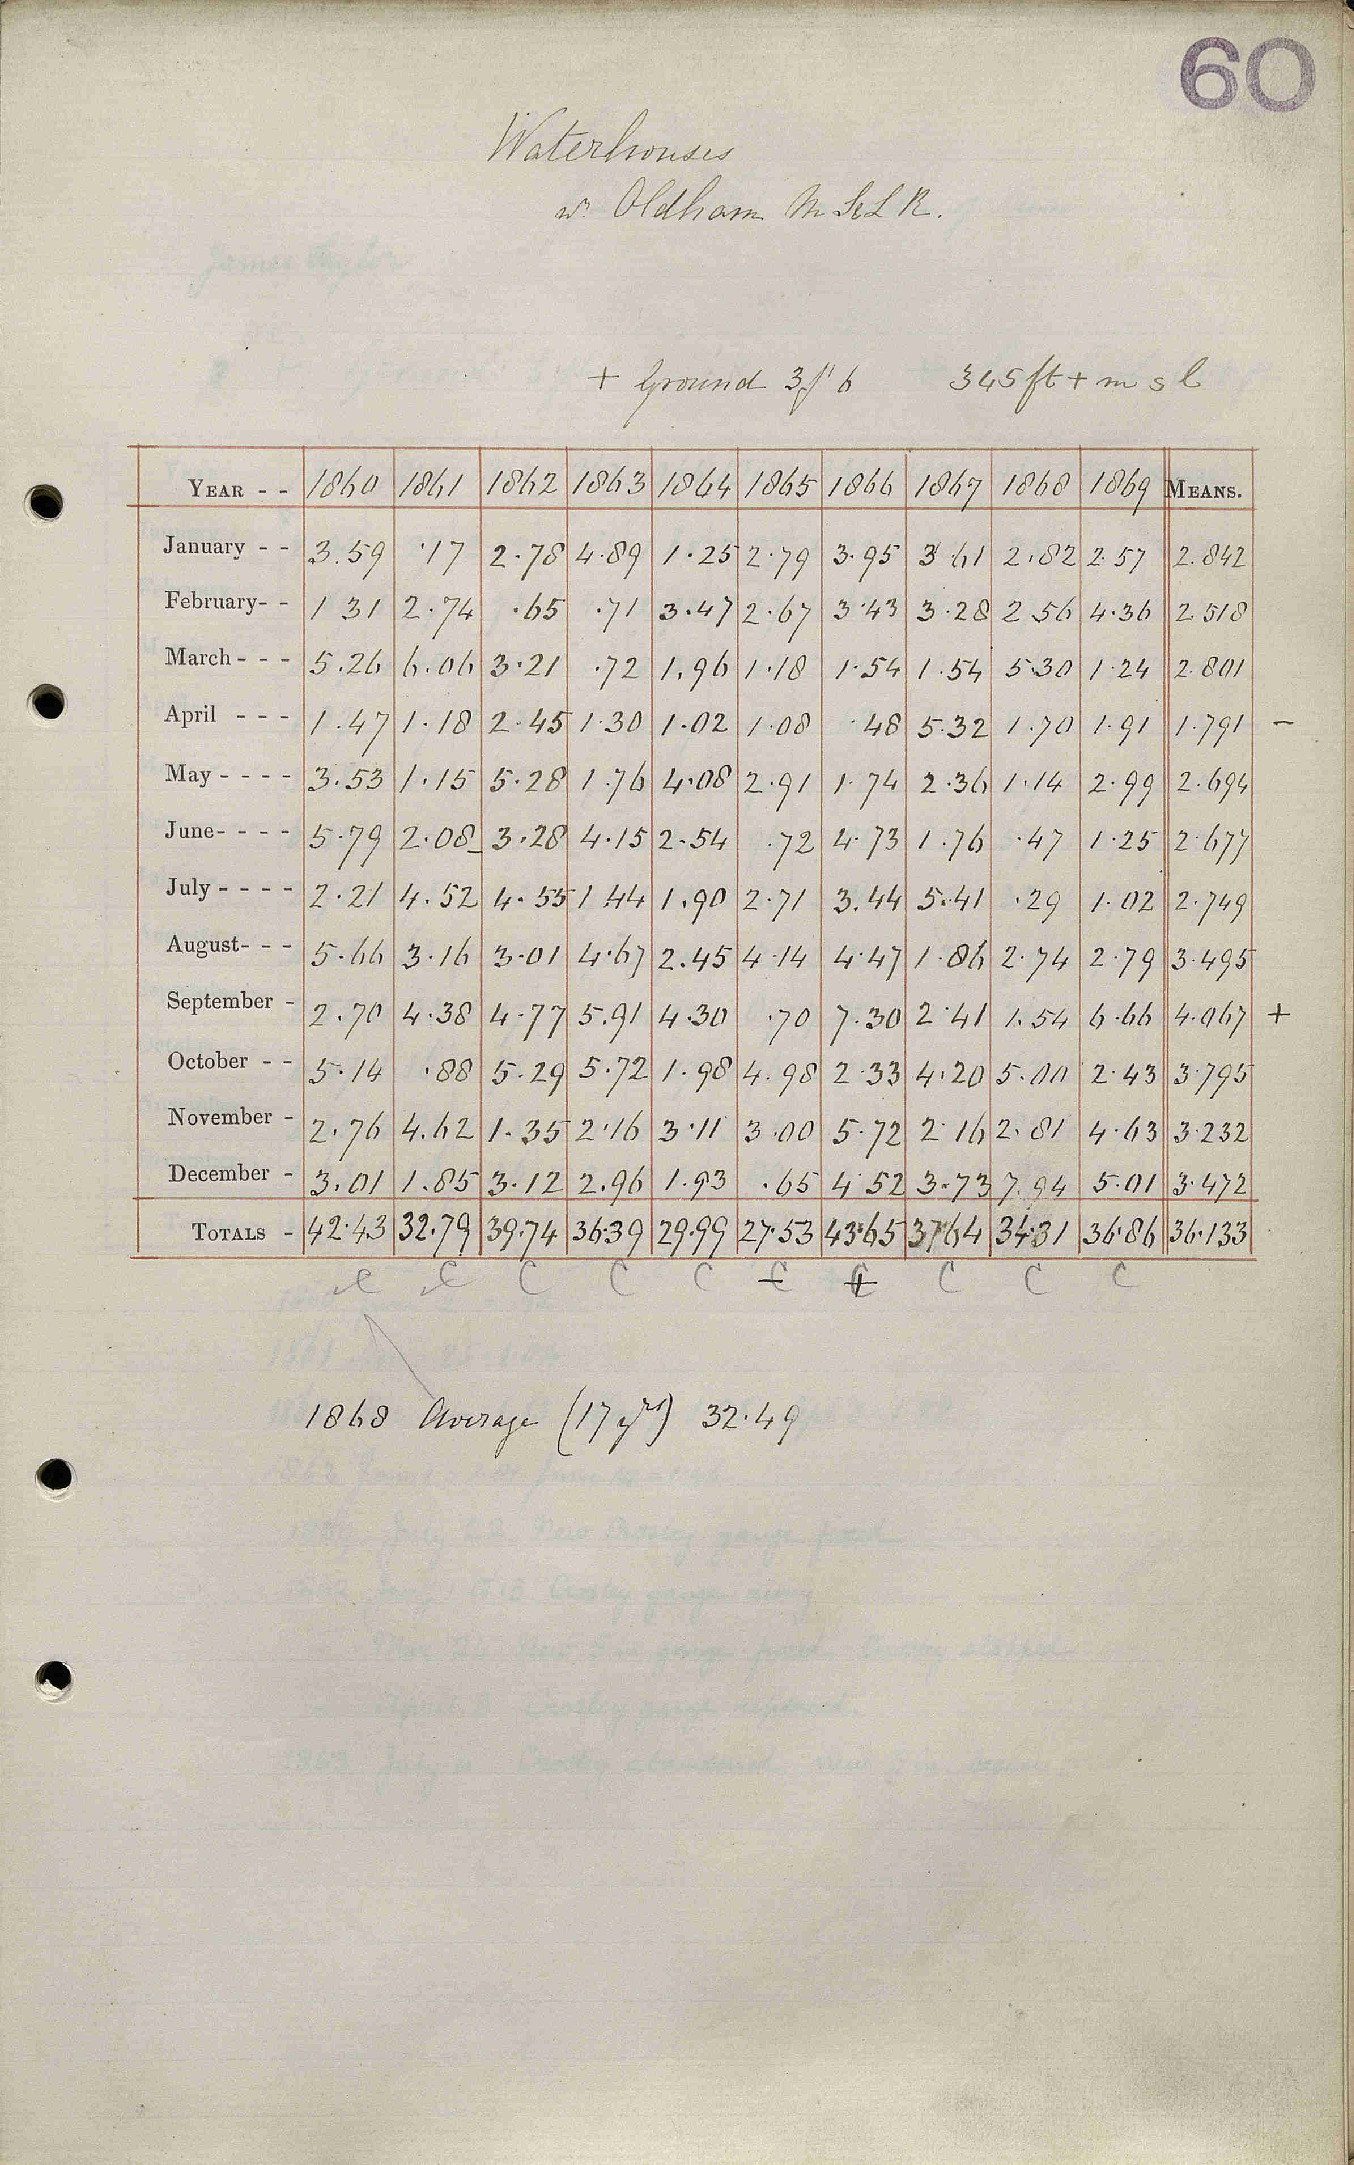 60
Waterhouses
nr Oldham M S & L R.
+ Ground 3ft 6 345 ft + m s l
YEAR - - 1860 1861 1862 1863 1864 1865 1866 1867 1868 1869 MEANS.
January - - 3.59 .17 2.78 4.89 1.25 2.79 3.95 3 61 2.82 2.57 2.842
February- - 1 31 2.74 .65 .71 3.47 2.67 3.43 3.28 2 56 4.36 2 518
March - - - 5.26 6.06 3.21 .72 1.96 1.18 1.54 1.54 5.30 1.24 2.801
April - - - 1.47 1.18 2.45 1.30 1.02 1.08 .48 5.32 1.70 1.91 1.791 -
May - - - - 3.53 1.15 5.28 1.76 4.08 2.91 1.74 2.36 1.14 2.99 2.694
June- - - - 5.79 2.08 3.28 4.15 2.54 .72 4.73 1.76 .47 1.25 2.677
July - - - - 2.21 4.52 4.55 1 44 1.90 2.71 3.44 5.41 .29 1.02 2.749
August- - - 5.66 3.16 3.01 4.67 2.45 4.14 4.47 1.86 2.74 2.79 3.495
September - 2.70 4.38 4.77 5.91 4.30 .70 7.30 2.41 1.54 6.66 4.067 +
October - - 5.14 .88 5.29 5.72 1.98 4.98 2.33 4.20 5.00 2.43 3.795
November - 2.76 4.62 1.35 2.16 3.11 3.00 5.72 2.16 2.81 4.63 3.232
December - 3.01 1.85 3.12 2.96 1.93 .65 4.52 3.73 7.94 5.01 3.472
TOTALS - 42.43 32.79 39.74 36.39 29.99 27.53 43.65 37.64 34.31 36.86 36.133
C C C C C C C C C C
1868 Average (17 yrs) 32.49